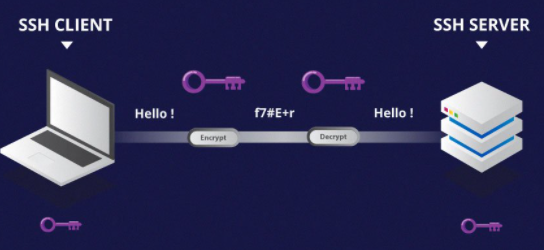 SSH CLIENT
SSH SERVER
Hello !
f7#E+r
Hello !
Encrypt
Decrypt